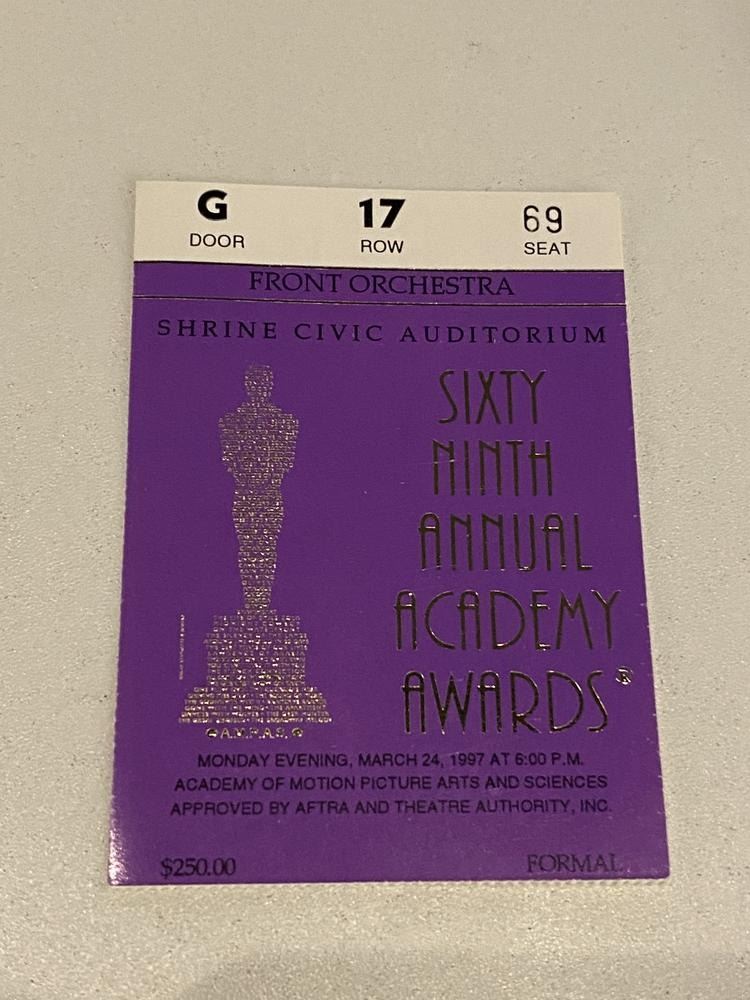 G 17 69
DOOR ROW SEAT
FRONT ORCHESTRA
SHRINE CIVIC AUDITORIUM
SIXTY
NINTH
ANNUAL
ACADEMY
AWARDS®
©A.M.P.A.S.®
MONDAY EVENING, MARCH 24, 1997 AT 6:00 P.M.
ACADEMY OF MOTION PICTURE ARTS AND SCIENCES
APPROVED BY AFTRA AND THEATRE AUTHORITY, INC.
$250.00 FORMAL